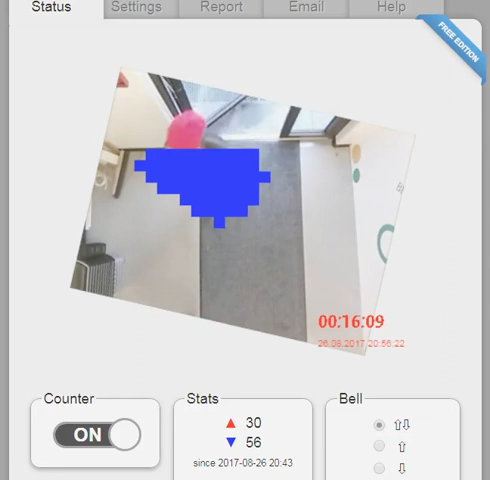 Status Settings Report Email Help
FREE EDITION
00:16:09
26.08.2017 20:56:22
Counter Stats Bell
ON
30
56
since 2017-08-26 20:43